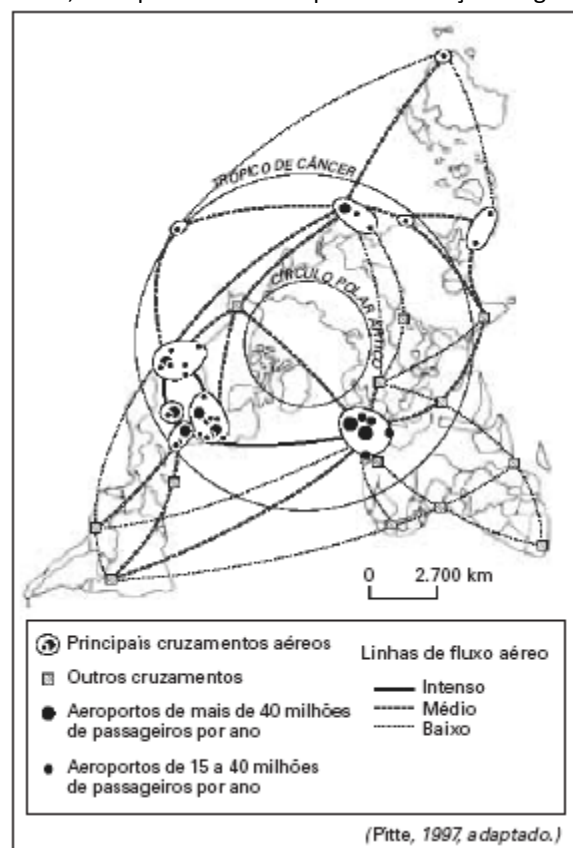 TRÓPICO DE CÂNCER
CÍRCULO POLAR ÁRTICO
0 2.700 km
Principais cruzamentos aéreos
Outros cruzamentos
Aeroportos de mais de 40 milhões
de passageiros por ano
Aeroportos de 15 a 40 milhões
de passageiros por ano
Linhas de fluxo aéreo
Intenso
Médio
Baixo
(Pitte, 1997, adaptado.)